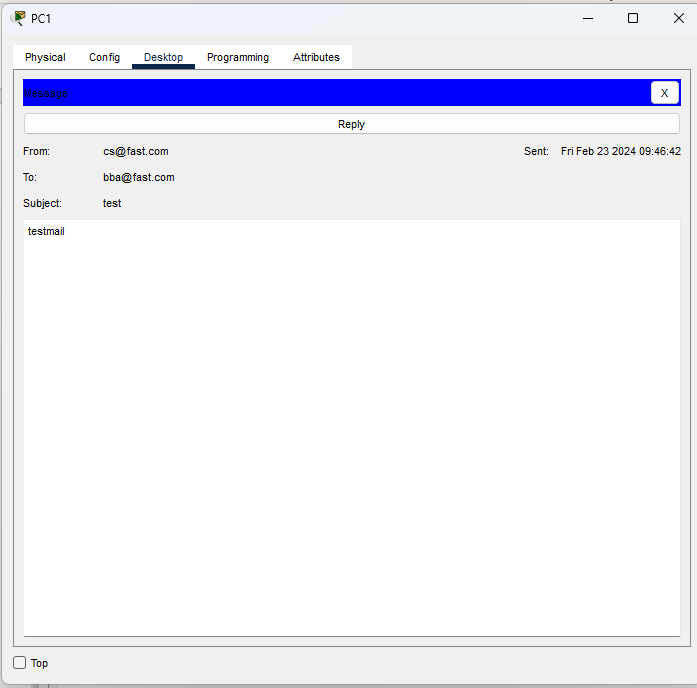 PC1
Physical Config Desktop Programming Attributes
Message X
Reply
From: cs@fast.com Sent: Fri Feb 23 2024 09:46:42
To: bba@fast.com
Subject: test
testmail
Top